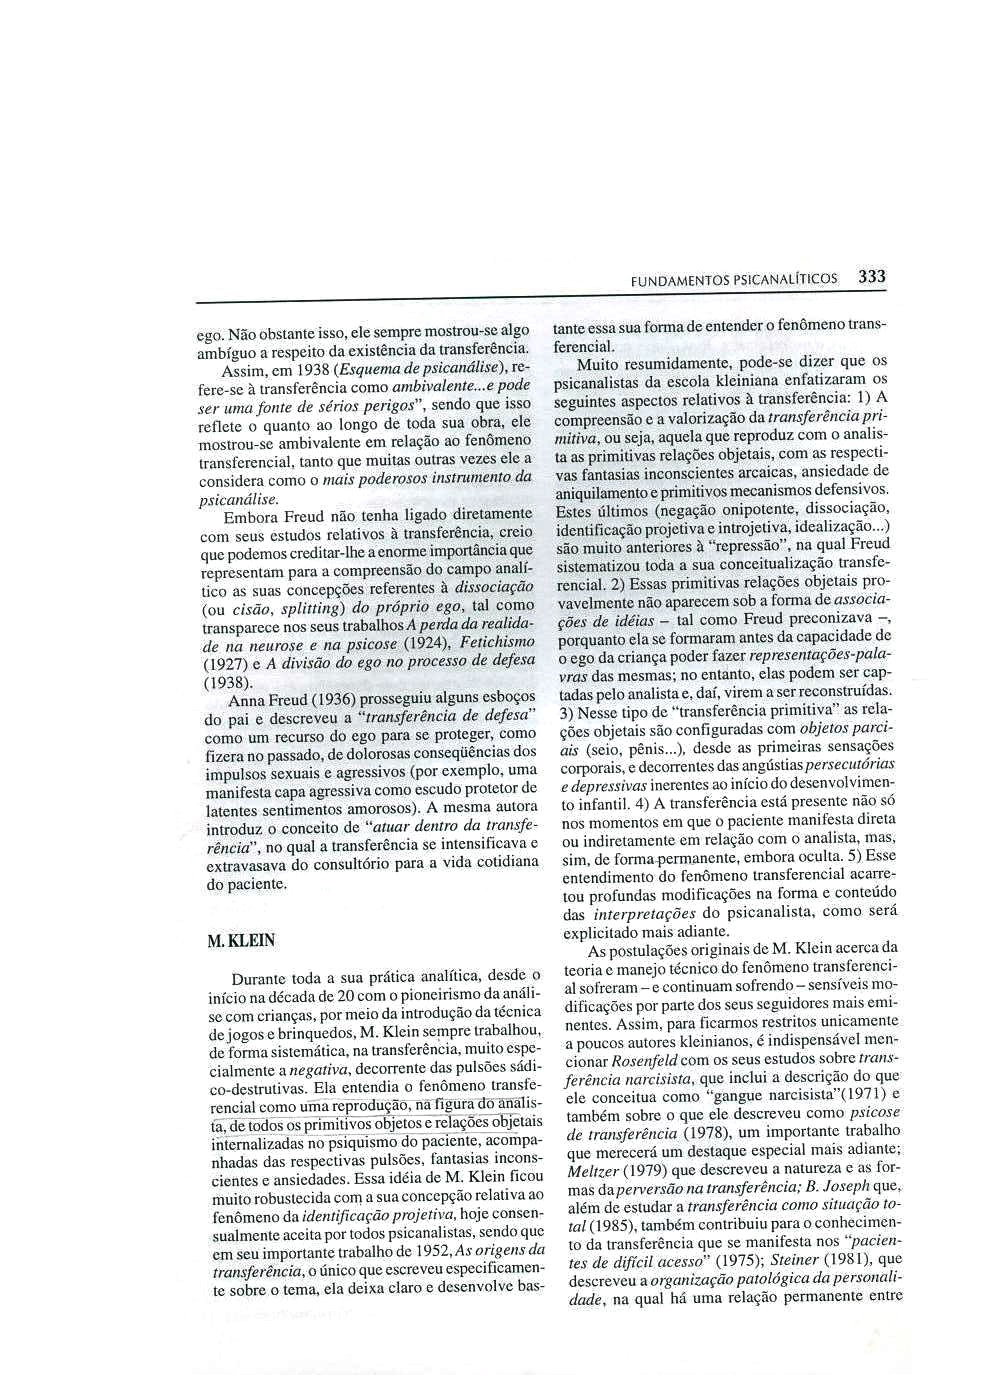 FUNDAMENTOS PSICANALÍTICOS 333
ego. Não obstante isso, ele sempre mostrou-se algo
ambíguo a respeito da existência da transferência.
Assim, em 1938 (Esquema de psicanálise), re-
fere-se à transferência como ambivalente...e pode
ser uma fonte de sérios perigos", sendo que isso
reflete o quanto ao longo de toda sua obra, ele
mostrou-se ambivalente em relação ao fenômeno
transferencial, tanto que muitas outras vezes ele a
considera como o mais poderosos instrumento da
psicanálise.
Embora Freud não tenha ligado diretamente
com seus estudos relativos à transferência, creio
que podemos creditar-lhe a enorme importância que
representam para a compreensão do campo analí-
tico as suas concepções referentes à dissociação
(ou cisão, splitting) do próprio ego, tal como
transparece nos seus trabalhos A perda da realida-
de na neurose e na psicose (1924), Fetichismo
(1927) e A divisão do ego no processo de defesa
(1938).
Anna Freud (1936) prosseguiu alguns esboços
do pai e descreveu a "transferência de defesa"
como um recurso do ego para se proteger, como
fizera no passado, de dolorosas conseqüências dos
impulsos sexuais e agressivos (por exemplo, uma
manifesta capa agressiva como escudo protetor de
latentes sentimentos amorosos). A mesma autora
introduz o conceito de "atuar dentro da transfe-
rência", no qual a transferência se intensificava e
extravasava do consultório para a vida cotidiana
do paciente.
M. KLEIN
Durante toda a sua prática analítica, desde o
início na década de 20 com o pioneirismo da análi-
se com crianças, por meio da introdução da técnica
de jogos e brinquedos, M. Klein sempre trabalhou,
de forma sistemática, na transferência, muito espe-
cialmente a negativa, decorrente das pulsões sádi-
co-destrutivas. Ela entendia o fenômeno transfe-
rencial como uma reprodução, na figura do analis-
ta, de todos os primitivos objetos e relações objetais
internalizados no psiquismo do paciente, acompa-
nhadas das respectivas pulsões, fantasias incons-
cientes e ansiedades. Essa idéia de M. Klein ficou
muito robustecida com a sua concepção relativa ao
fenômeno da identificação projetiva, hoje consen-
sualmente aceita por todos psicanalistas, sendo que
em seu importante trabalho de 1952, As origens da
transferência, o único que escreveu especificamen-
te sobre o tema, ela deixa claro e desenvolve bas-
tante essa sua forma de entender o fenômeno trans-
ferencial.
Muito resumidamente, pode-se dizer que os
psicanalistas da escola kleiniana enfatizaram os
seguintes aspectos relativos à transferência: 1) A
compreensão e a valorização da transferência pri-
mitiva, ou seja, aquela que reproduz com o analis-
ta as primitivas relações objetais, com as respecti-
vas fantasias inconscientes arcaicas, ansiedade de
aniquilamento e primitivos mecanismos defensivos.
Estes últimos (negação onipotente, dissociação,
identificação projetiva e introjetiva, idealização...)
são muito anteriores à "repressão", na qual Freud
sistematizou toda a sua conceitualização transfe-
rencial. 2) Essas primitivas relações objetais pro-
vavelmente não aparecem sob a forma de associa-
ções de idéias – tal como Freud preconizava –,
porquanto ela se formaram antes da capacidade de
o ego da criança poder fazer representações-pala-
vras das mesmas; no entanto, elas podem ser cap-
tadas pelo analista e, daí, virem a ser reconstruídas.
3) Nesse tipo de "transferência primitiva" as rela-
ções objetais são configuradas com objetos parci-
ais (seio, pênis...), desde as primeiras sensações
corporais, e decorrentes das angústias persecutórias
e depressivas inerentes ao início do desenvolvimen-
to infantil. 4) A transferência está presente não só
nos momentos em que o paciente manifesta direta
ou indiretamente em relação com o analista, mas,
sim, de forma permanente, embora oculta. 5) Esse
entendimento do fenômeno transferencial acarre-
tou profundas modificações na forma e conteúdo
das interpretações do psicanalista, como será
explicitado mais adiante.
As postulações originais de M. Klein acerca da
teoria e manejo técnico do fenômeno transferenci-
al sofreram – e continuam sofrendo – sensíveis mo-
dificações por parte dos seus seguidores mais emi-
nentes. Assim, para ficarmos restritos unicamente
a poucos autores kleinianos, é indispensável men-
cionar Rosenfeld com os seus estudos sobre trans-
ferência narcisista, que inclui a descrição do que
ele conceitua como "gangue narcisista"(1971) e
também sobre o que ele descreveu como psicose
de transferência (1978), um importante trabalho
que merecerá um destaque especial mais adiante;
Meltzer (1979) que descreveu a natureza e as for-
mas da perversão na transferência; B. Joseph que,
além de estudar a transferência como situação to-
tal (1985), também contribuiu para o conhecimen-
to da transferência que se manifesta nos "pacien-
tes de difícil acesso" (1975); Steiner (1981), que
descreveu a organização patológica da personali-
dade, na qual há uma relação permanente entre